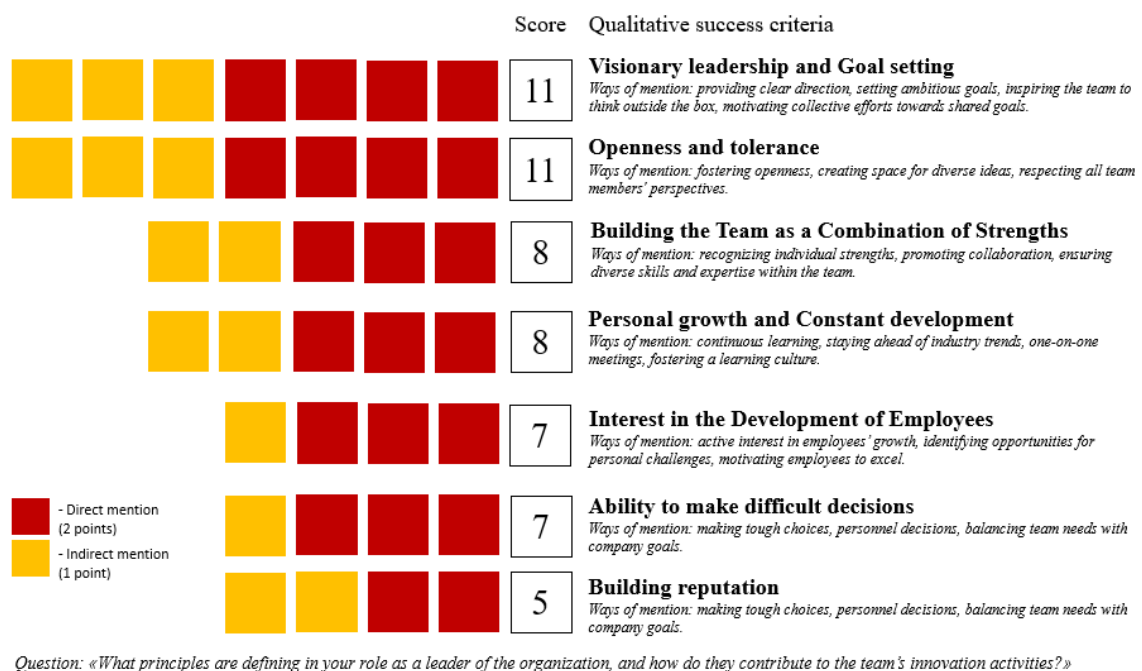 Score Qualitative success criteria
11
Visionary leadership and Goal setting
Ways of mention: providing clear direction, setting ambitious goals, inspiring the team to
think outside the box, motivating collective efforts towards shared goals.
11
Openness and tolerance
Ways of mention: fostering openness, creating space for diverse ideas, respecting all team
members' perspectives.
8
Building the Team as a Combination of Strengths
Ways of mention: recognizing individual strengths, promoting collaboration, ensuring
diverse skills and expertise within the team.
8
Personal growth and Constant development
Ways of mention: continuous learning, staying ahead of industry trends, one-on-one
meetings, fostering a learning culture.
7
Interest in the Development of Employees
Ways of mention: active interest in employees' growth, identifying opportunities for
personal challenges, motivating employees to excel.
7
Ability to make difficult decisions
Ways of mention: making tough choices, personnel decisions, balancing team needs with
company goals.
5
Building reputation
Ways of mention: making tough choices, personnel decisions, balancing team needs with
company goals.
- Direct mention
(2 points)
- Indirect mention
(1 point)
Question: «What principles are defining in your role as a leader of the organization, and how do they contribute to the team's innovation activities?»